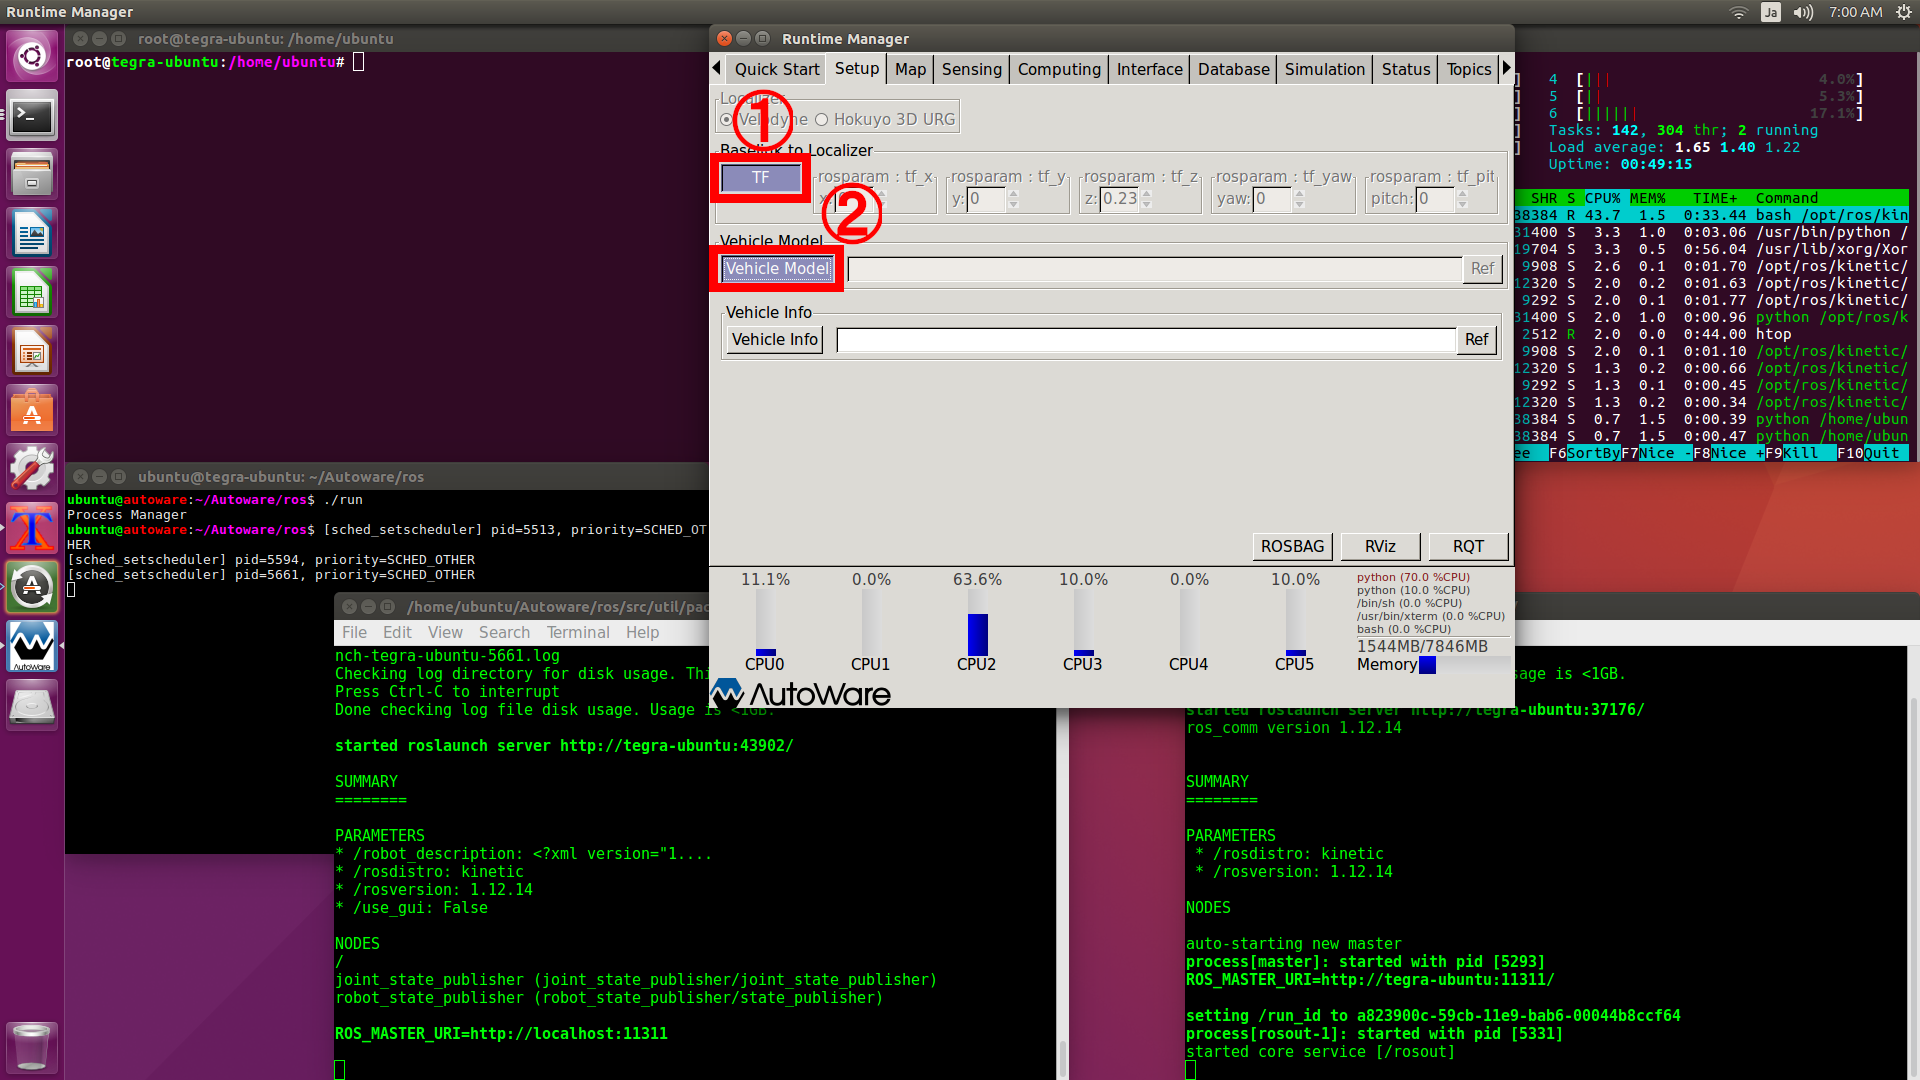 Runtime Manager
Ja
7:00 AM
root@tegra-ubuntu: /home/ubuntu
root@tegra-ubuntu:/home/ubuntu#
Runtime Manager
Quick Start Setup Map Sensing Computing Interface Database Simulation Status Topics
Localizer
Velodyne Hokuyo 3D URG
①
Baselink to Localizer
TF
rosparam : tf_x rosparam : tf_y rosparam : tf_z rosparam : tf_yaw rosparam : tf_pit
x: y: 0 z: 0.23 yaw: 0 pitch: 0
②
Vehicle Model
Vehicle Model Ref
Vehicle Info
Vehicle Info Ref
ROSBAG RViz RQT
11.1% 0.0% 63.6% 10.0% 0.0% 10.0%
CPU0 CPU1 CPU2 CPU3 CPU4 CPU5
python (70.0 %CPU)
python (10.0 %CPU)
/bin/sh (0.0 %CPU)
/usr/bin/xterm (0.0 %CPU)
bash (0.0 %CPU)
1544MB/7846MB
Memory
AutoWare
] 4 [||| 4.0%]
] 5 [|| 5.3%]
] 6 [|||||| 17.1%]
] Tasks: 142, 304 thr; 2 running
] Load average: 1.65 1.40 1.22
Uptime: 00:49:15
SHR S CPU% MEM% TIME+ Command
38384 R 43.7 1.5 0:33.44 bash /opt/ros/kin
31400 S 3.3 1.0 0:03.06 /usr/bin/python /
19704 S 3.3 0.5 0:56.04 /usr/lib/xorg/Xor
9908 S 2.6 0.1 0:01.70 /opt/ros/kinetic/
12320 S 2.0 0.2 0:01.63 /opt/ros/kinetic/
9292 S 2.0 0.1 0:01.77 /opt/ros/kinetic/
31400 S 2.0 1.0 0:00.96 python /opt/ros/k
2512 R 2.0 0.0 0:44.00 htop
9908 S 2.0 0.1 0:01.10 /opt/ros/kinetic/
12320 S 1.3 0.2 0:00.66 /opt/ros/kinetic/
9292 S 1.3 0.1 0:00.45 /opt/ros/kinetic/
12320 S 1.3 0.2 0:00.34 /opt/ros/kinetic/
38384 S 0.7 1.5 0:00.39 python /home/ubun
38384 S 0.7 1.5 0:00.47 python /home/ubun
ee F6SortByF7Nice -F8Nice +F9Kill F10Quit
ubuntu@tegra-ubuntu: ~/Autoware/ros
ubuntu@autoware:~/Autoware/ros$ ./run
Process Manager
ubuntu@autoware:~/Autoware/ros$ [sched_setscheduler] pid=5513, priority=SCHED_OT
HER
[sched_setscheduler] pid=5594, priority=SCHED_OTHER
[sched_setscheduler] pid=5661, priority=SCHED_OTHER
/home/ubuntu/Autoware/ros/src/util/pac
File Edit View Search Terminal Help
nch-tegra-ubuntu-5661.log
Checking log directory for disk usage. Thi
Press Ctrl-C to interrupt
Done checking log file disk usage. Usage is <1GB.
started roslaunch server http://tegra-ubuntu:43902/
SUMMARY
========
PARAMETERS
* /robot_description: <?xml version="1....
* /rosdistro: kinetic
* /rosversion: 1.12.14
* /use_gui: False
NODES
/
joint_state_publisher (joint_state_publisher/joint_state_publisher)
robot_state_publisher (robot_state_publisher/state_publisher)
ROS_MASTER_URI=http://localhost:11311
sage is <1GB.
started roslaunch server http://tegra-ubuntu:37176/
ros_comm version 1.12.14
SUMMARY
========
PARAMETERS
* /rosdistro: kinetic
* /rosversion: 1.12.14
NODES
auto-starting new master
process[master]: started with pid [5293]
ROS_MASTER_URI=http://tegra-ubuntu:11311/
setting /run_id to a823900c-59cb-11e9-bab6-00044b8ccf64
process[rosout-1]: started with pid [5331]
started core service [/rosout]